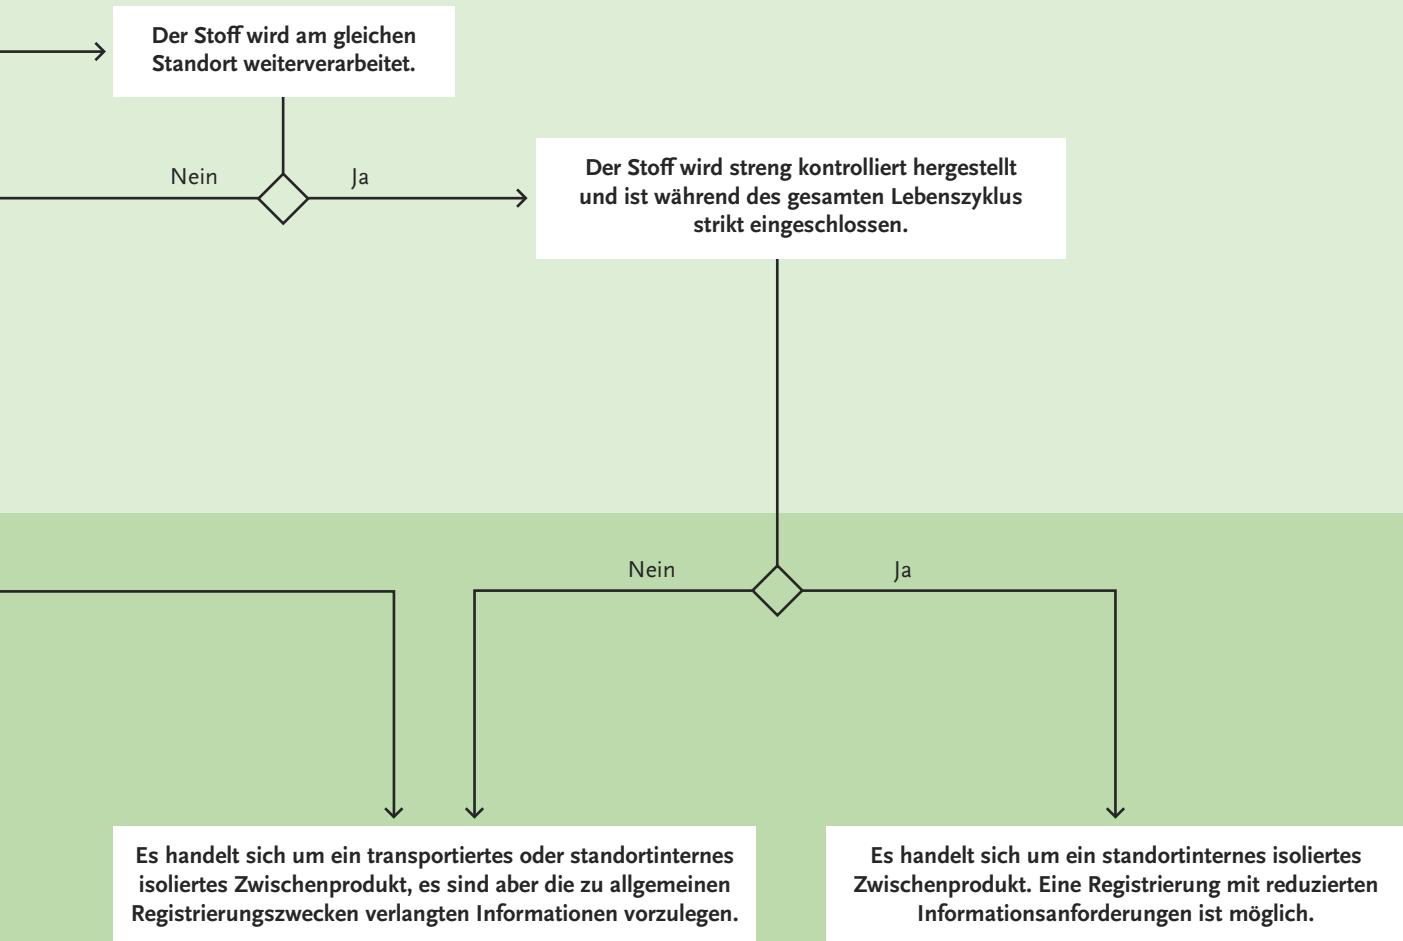 Der Stoff wird am gleichen
Standort weiterverarbeitet.
Nein
Ja
Der Stoff wird streng kontrolliert hergestellt
und ist während des gesamten Lebenszyklus
strikt eingeschlossen.
Nein
Ja
Es handelt sich um ein transportiertes oder standortinternes
isoliertes Zwischenprodukt, es sind aber die zu allgemeinen
Registrierungszwecken verlangten Informationen vorzulegen.
Es handelt sich um ein standortinternes isoliertes
Zwischenprodukt. Eine Registrierung mit reduzierten
Informationsanforderungen ist möglich.